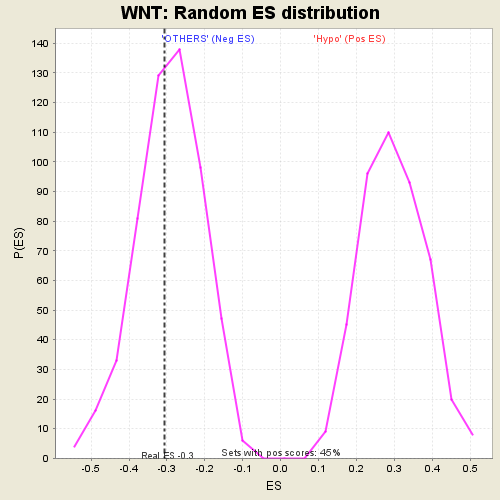 WNT: Random ES distribution
'OTHERS' (Neg ES) 'Hypo' (Pos ES)
140
130
120
110
100
90
80
70
60
50
40
30
20
10
0
P(ES)
Real ES -0.3 Sets with pos scores: 45%
-0.5 -0.4 -0.3 -0.2 -0.1 0.0 0.1 0.2 0.3 0.4 0.5
ES